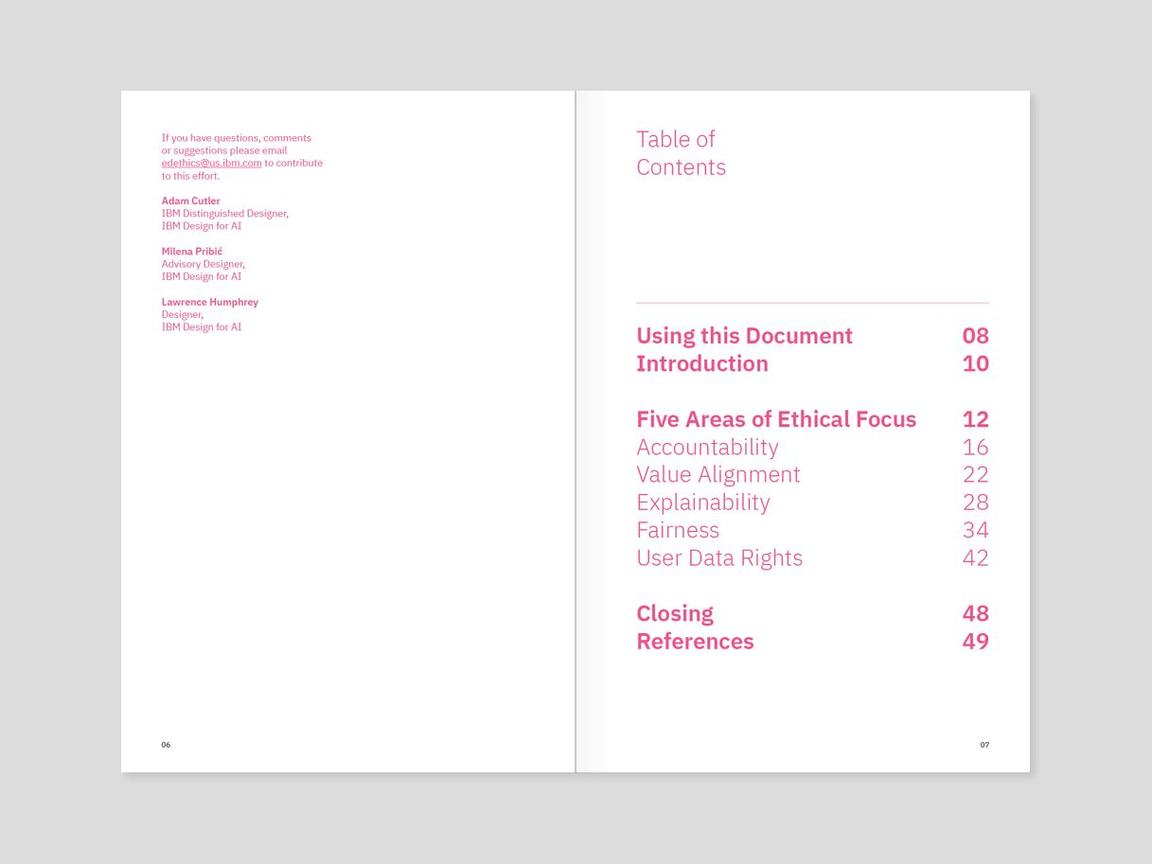 If you have questions, comments
or suggestions please email
edethics@us.ibm.com to contribute
to this effort.
Adam Cutler
IBM Distinguished Designer,
IBM Design for AI
Milena Pribić
Advisory Designer,
IBM Design for AI
Lawrence Humphrey
Designer,
IBM Design for AI
06
Table of
Contents
Using this Document 08
Introduction 10
Five Areas of Ethical Focus 12
Accountability 16
Value Alignment 22
Explainability 28
Fairness 34
User Data Rights 42
Closing 48
References 49
07